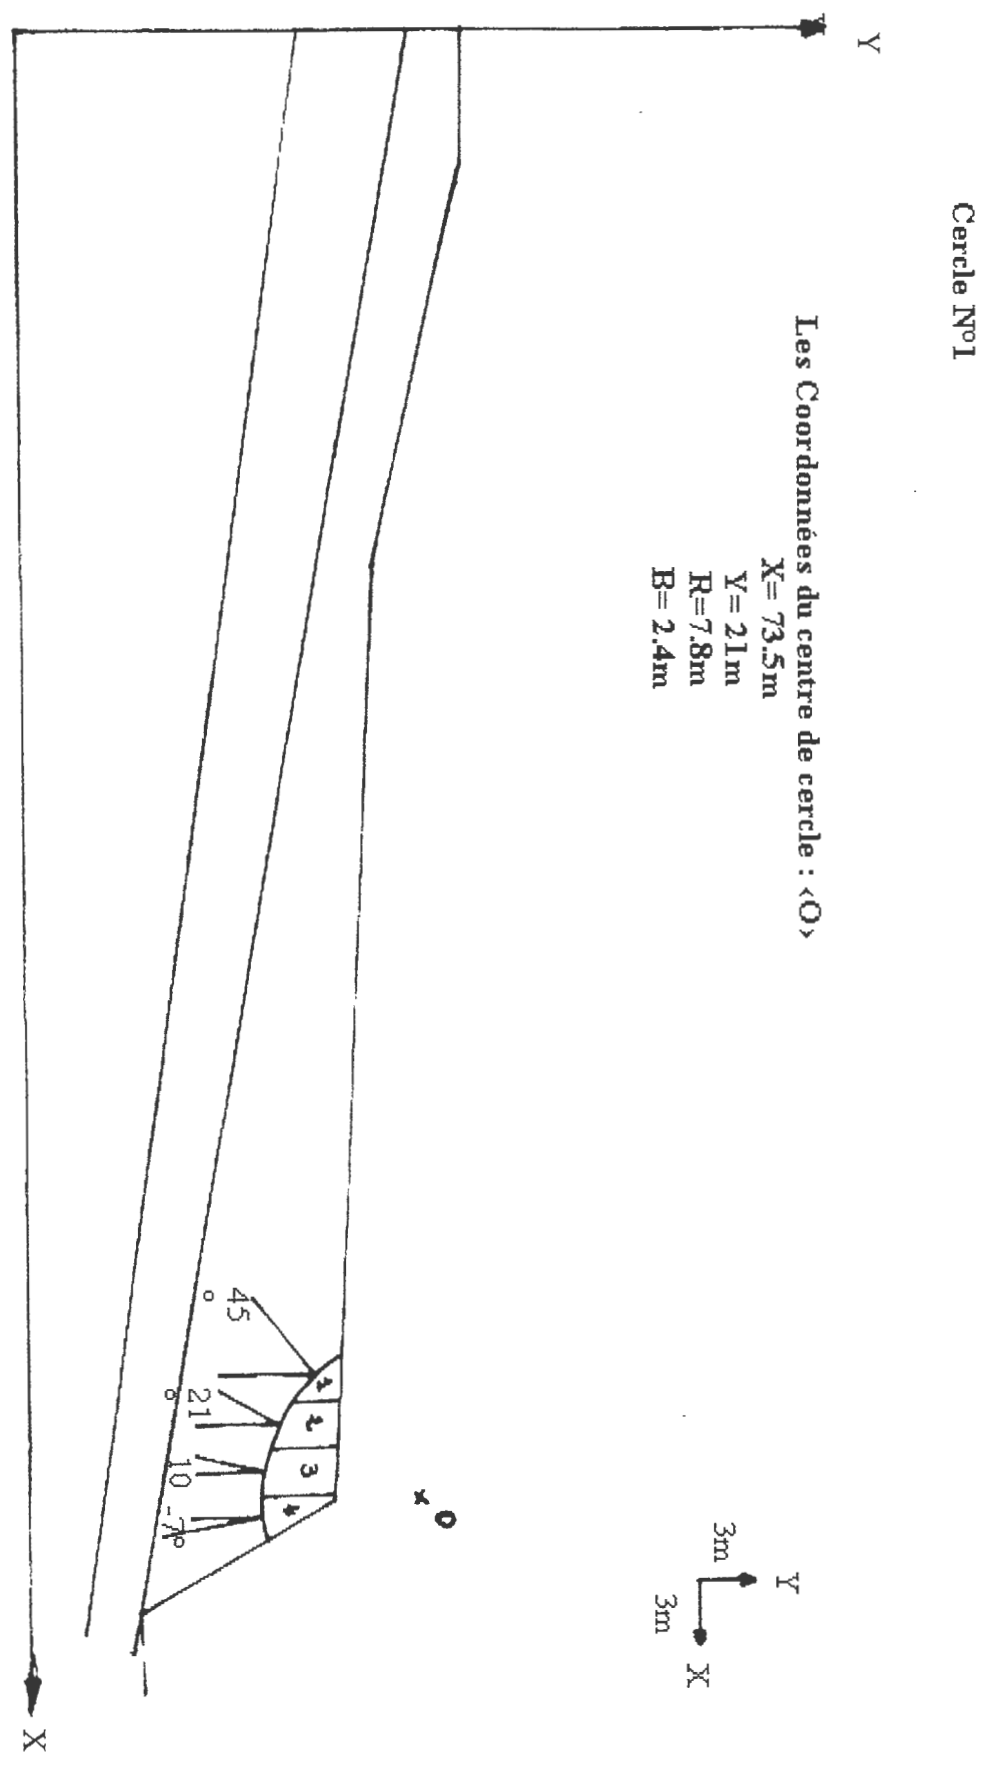 Cercle N°1
Les Coordonnées du centre de cercle : <O>
X= 73.5m
Y= 21m
R=7.8m
B= 2.4m
Y
X
3m
3m
Y
X
O
1
2
3
4
45°
21°
10°
-7°